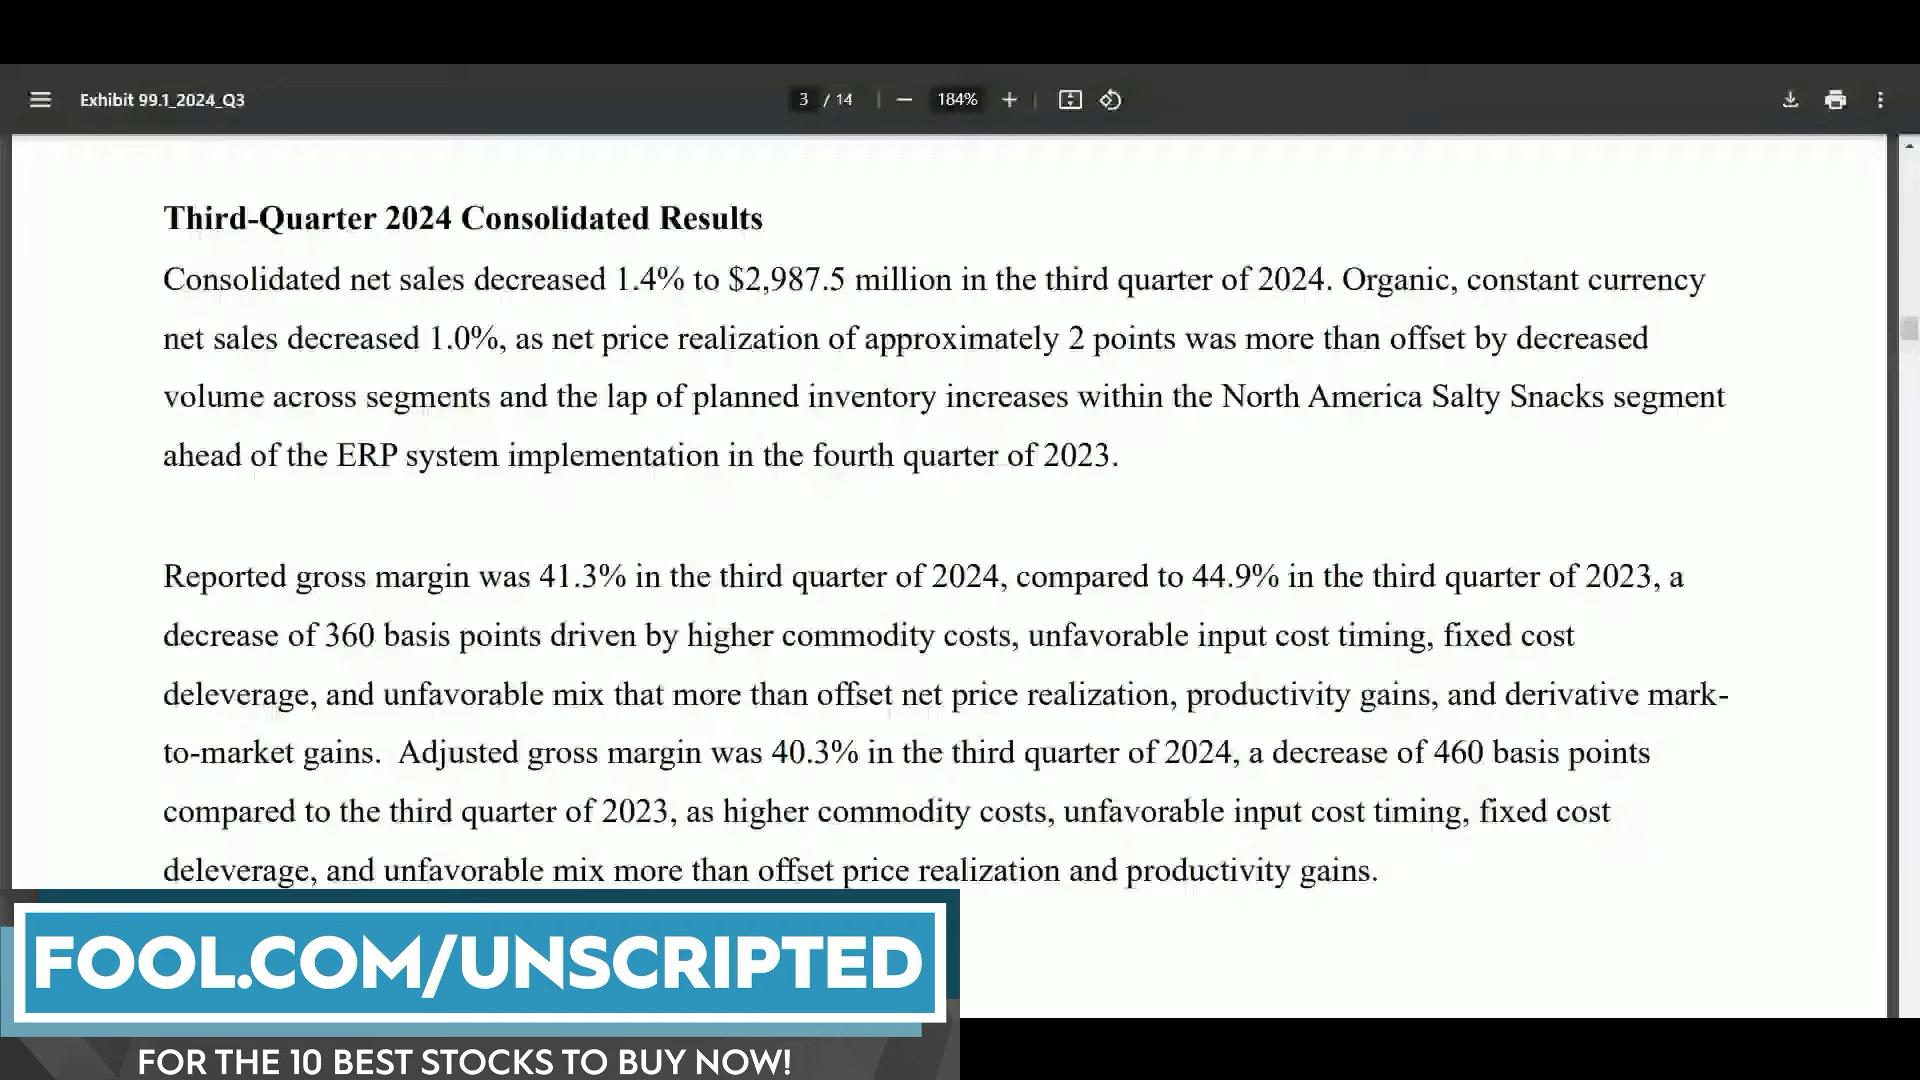 Exhibit 99.1_2024_Q3
3 / 14
184%
Third-Quarter 2024 Consolidated Results
Consolidated net sales decreased 1.4% to $2,987.5 million in the third quarter of 2024. Organic, constant currency
net sales decreased 1.0%, as net price realization of approximately 2 points was more than offset by decreased
volume across segments and the lap of planned inventory increases within the North America Salty Snacks segment
ahead of the ERP system implementation in the fourth quarter of 2023.
Reported gross margin was 41.3% in the third quarter of 2024, compared to 44.9% in the third quarter of 2023, a
decrease of 360 basis points driven by higher commodity costs, unfavorable input cost timing, fixed cost
deleverage, and unfavorable mix that more than offset net price realization, productivity gains, and derivative mark-
to-market gains.  Adjusted gross margin was 40.3% in the third quarter of 2024, a decrease of 460 basis points
compared to the third quarter of 2023, as higher commodity costs, unfavorable input cost timing, fixed cost
deleverage, and unfavorable mix more than offset price realization and productivity gains.
FOOL.COM/UNSCRIPTED
FOR THE 10 BEST STOCKS TO BUY NOW!